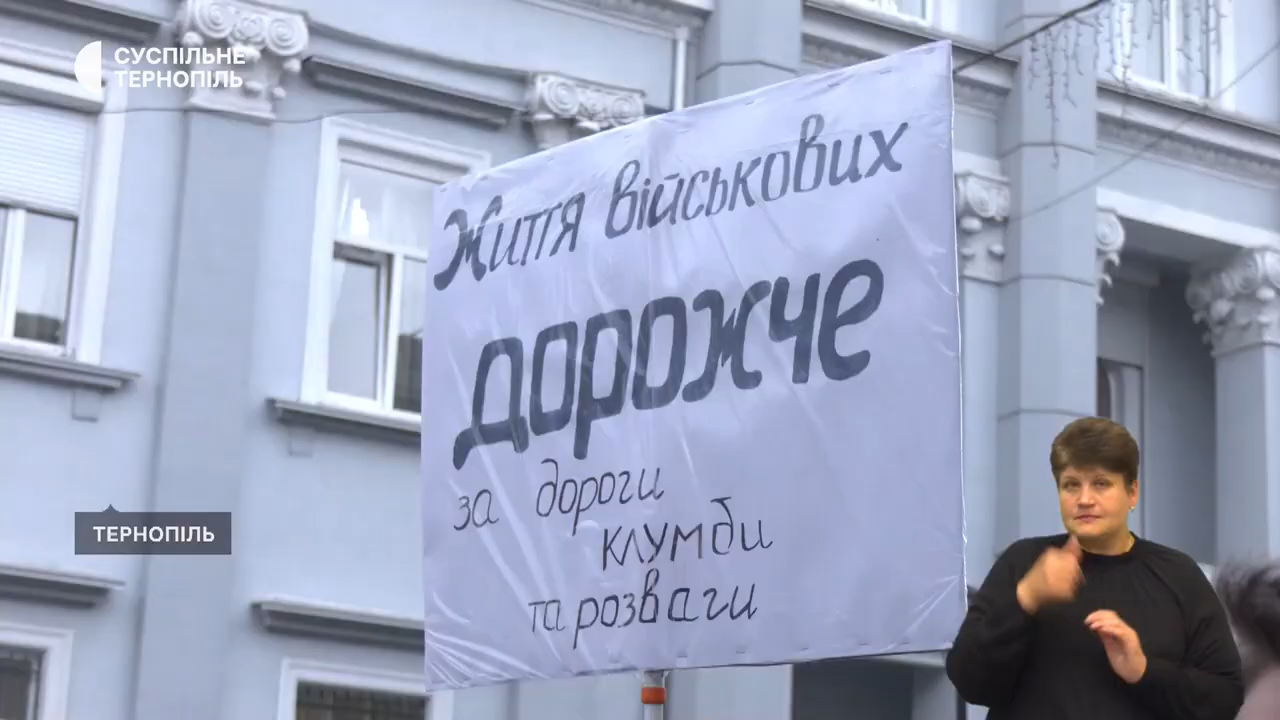 СУСПІЛЬНЕ
ТЕРНОПІЛЬ
Життя військових
дорожче
за дороги
клумби
та розваги
ТЕРНОПІЛЬ